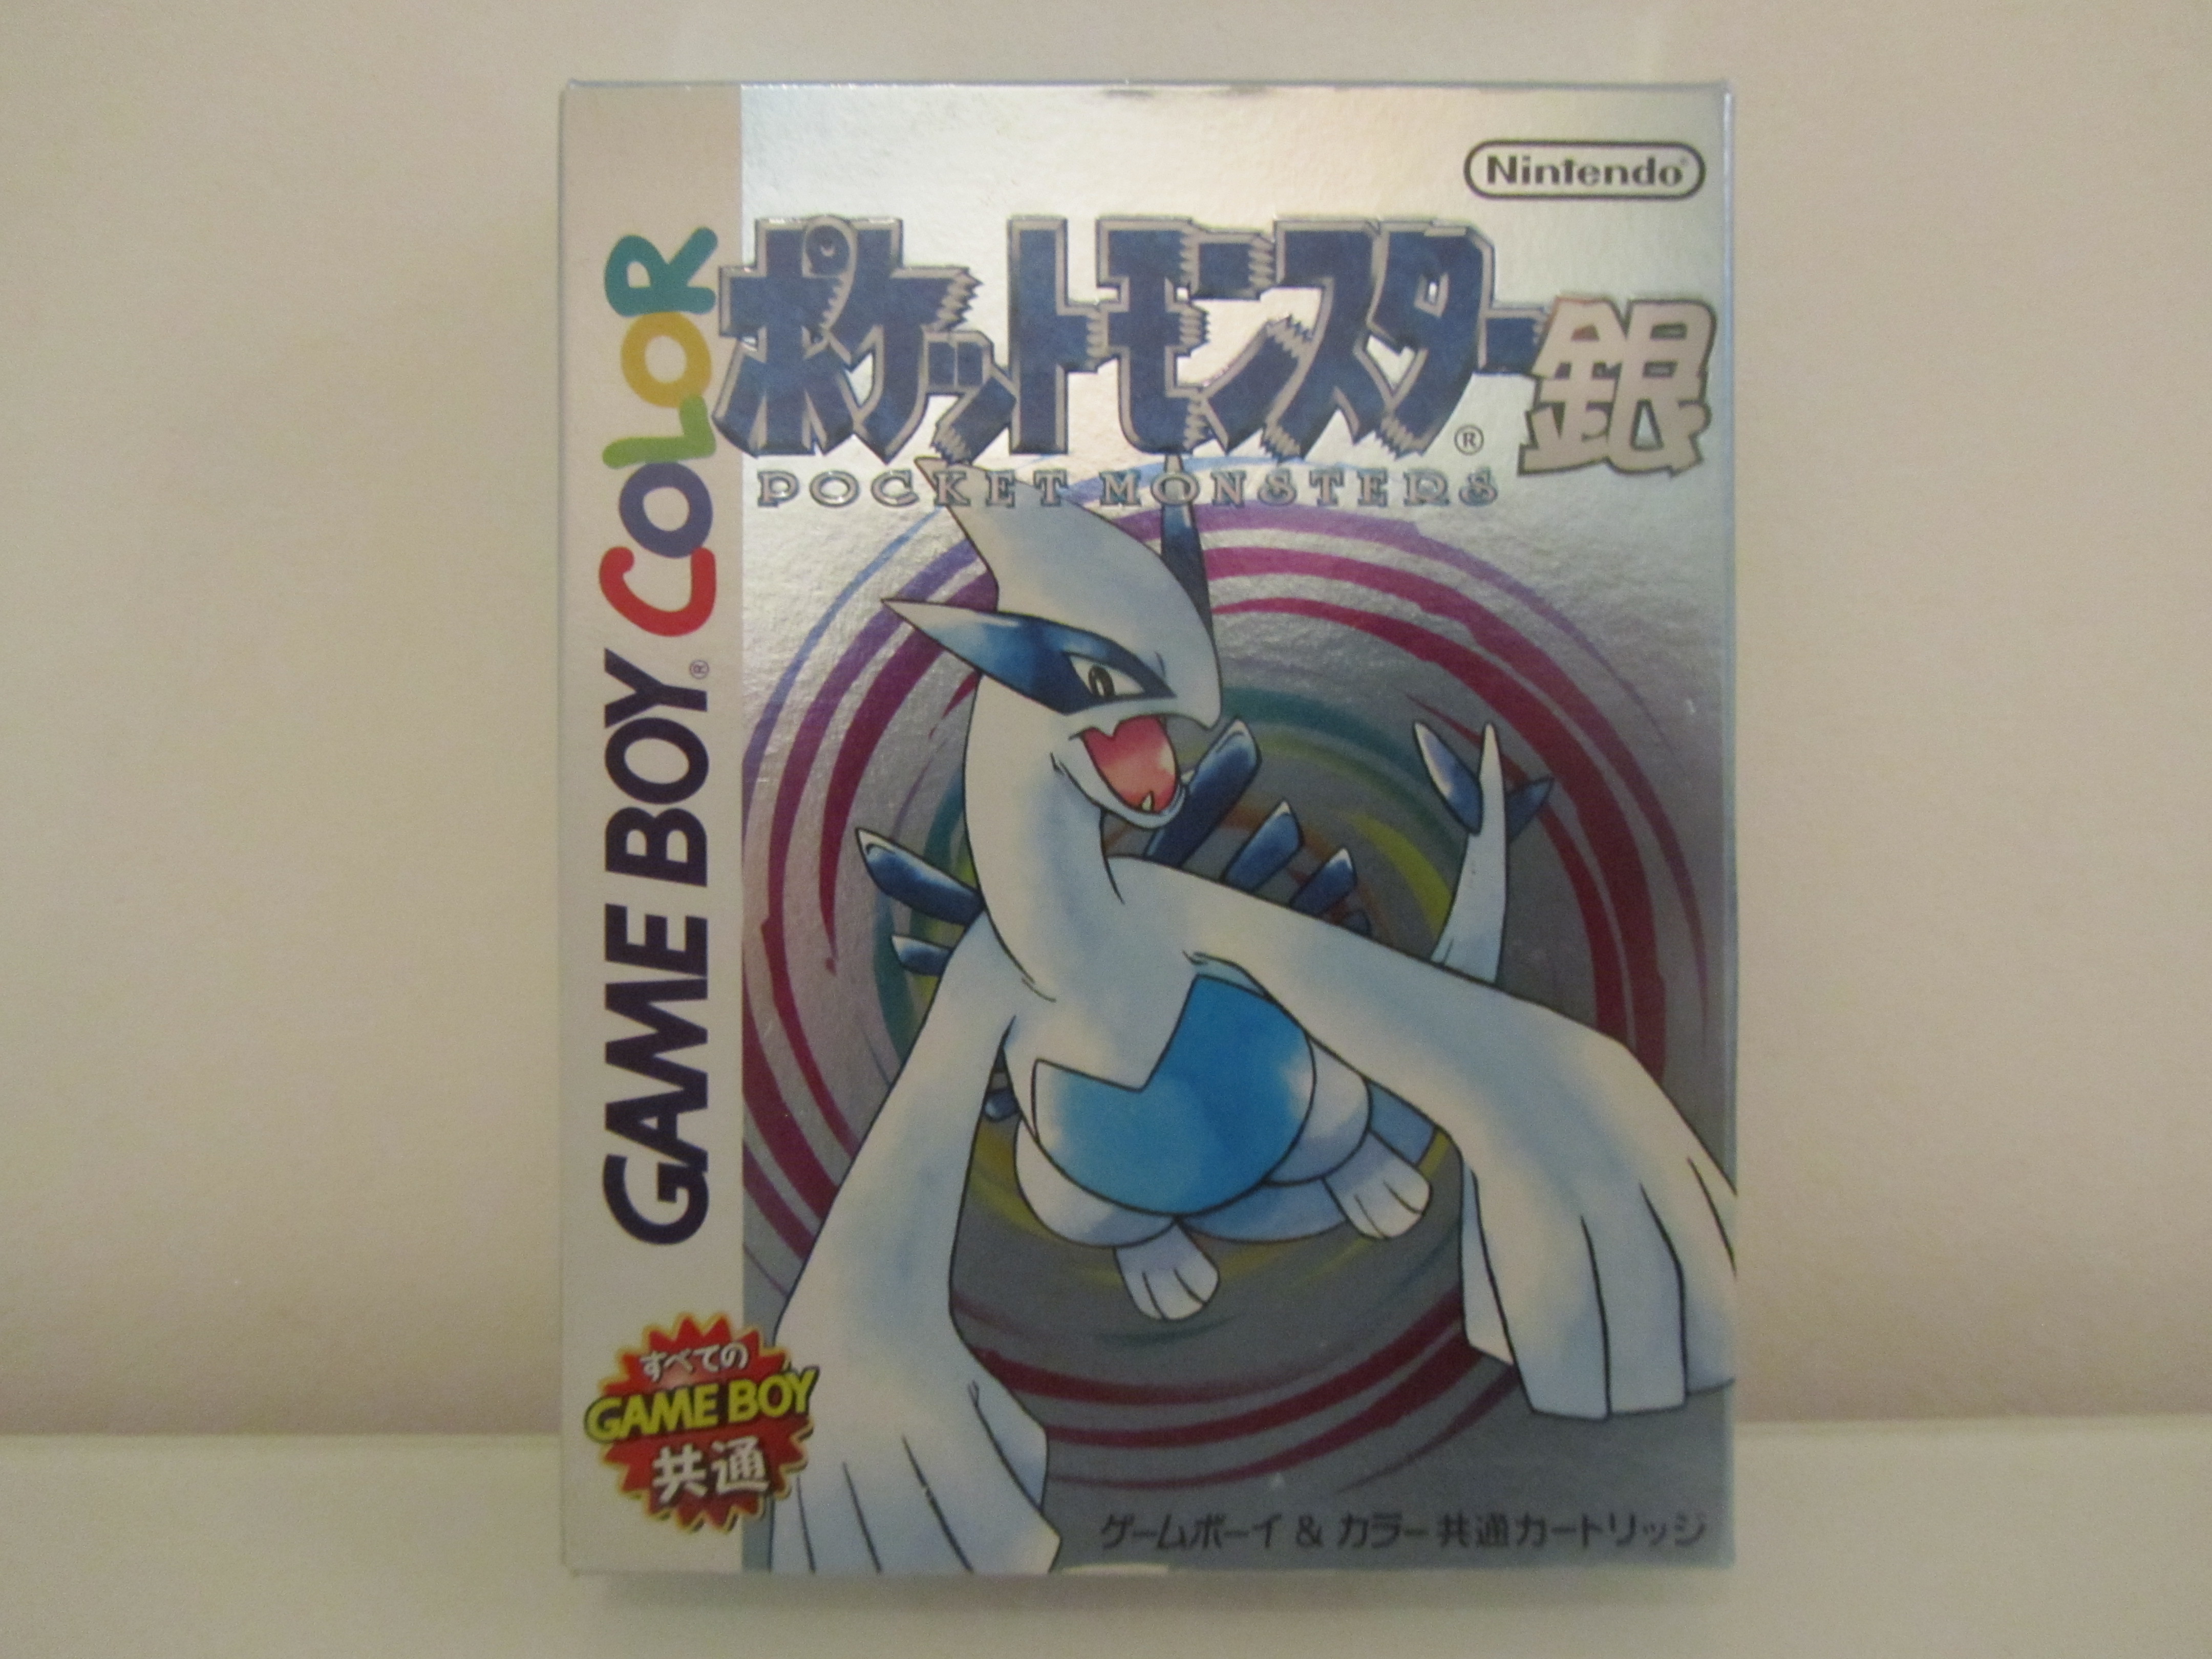 Nintendo®
ポケットモンスター銀
®
POCKET MONSTERS
GAME BOY® COLOR
すべての
GAME BOY
共通
ゲームボーイ & カラー共通カートリッジ